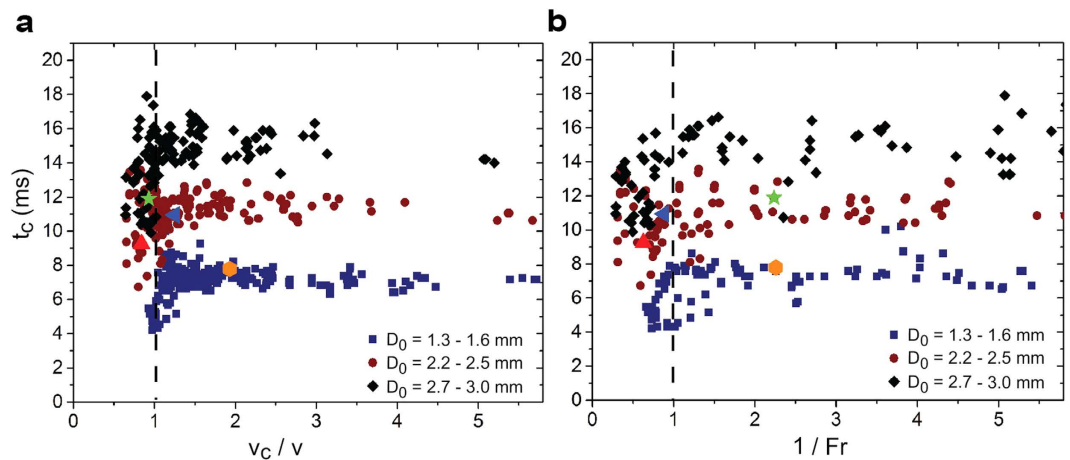 a
20
18
16
14
12
10
8
6
4
2
0
t_C (ms)
0 1 2 3 4 5
v_C / v
D_0 = 1.3 - 1.6 mm
D_0 = 2.2 - 2.5 mm
D_0 = 2.7 - 3.0 mm
b
20
18
16
14
12
10
8
6
4
2
0
0 1 2 3 4 5
1 / Fr
D_0 = 1.3 - 1.6 mm
D_0 = 2.2 - 2.5 mm
D_0 = 2.7 - 3.0 mm